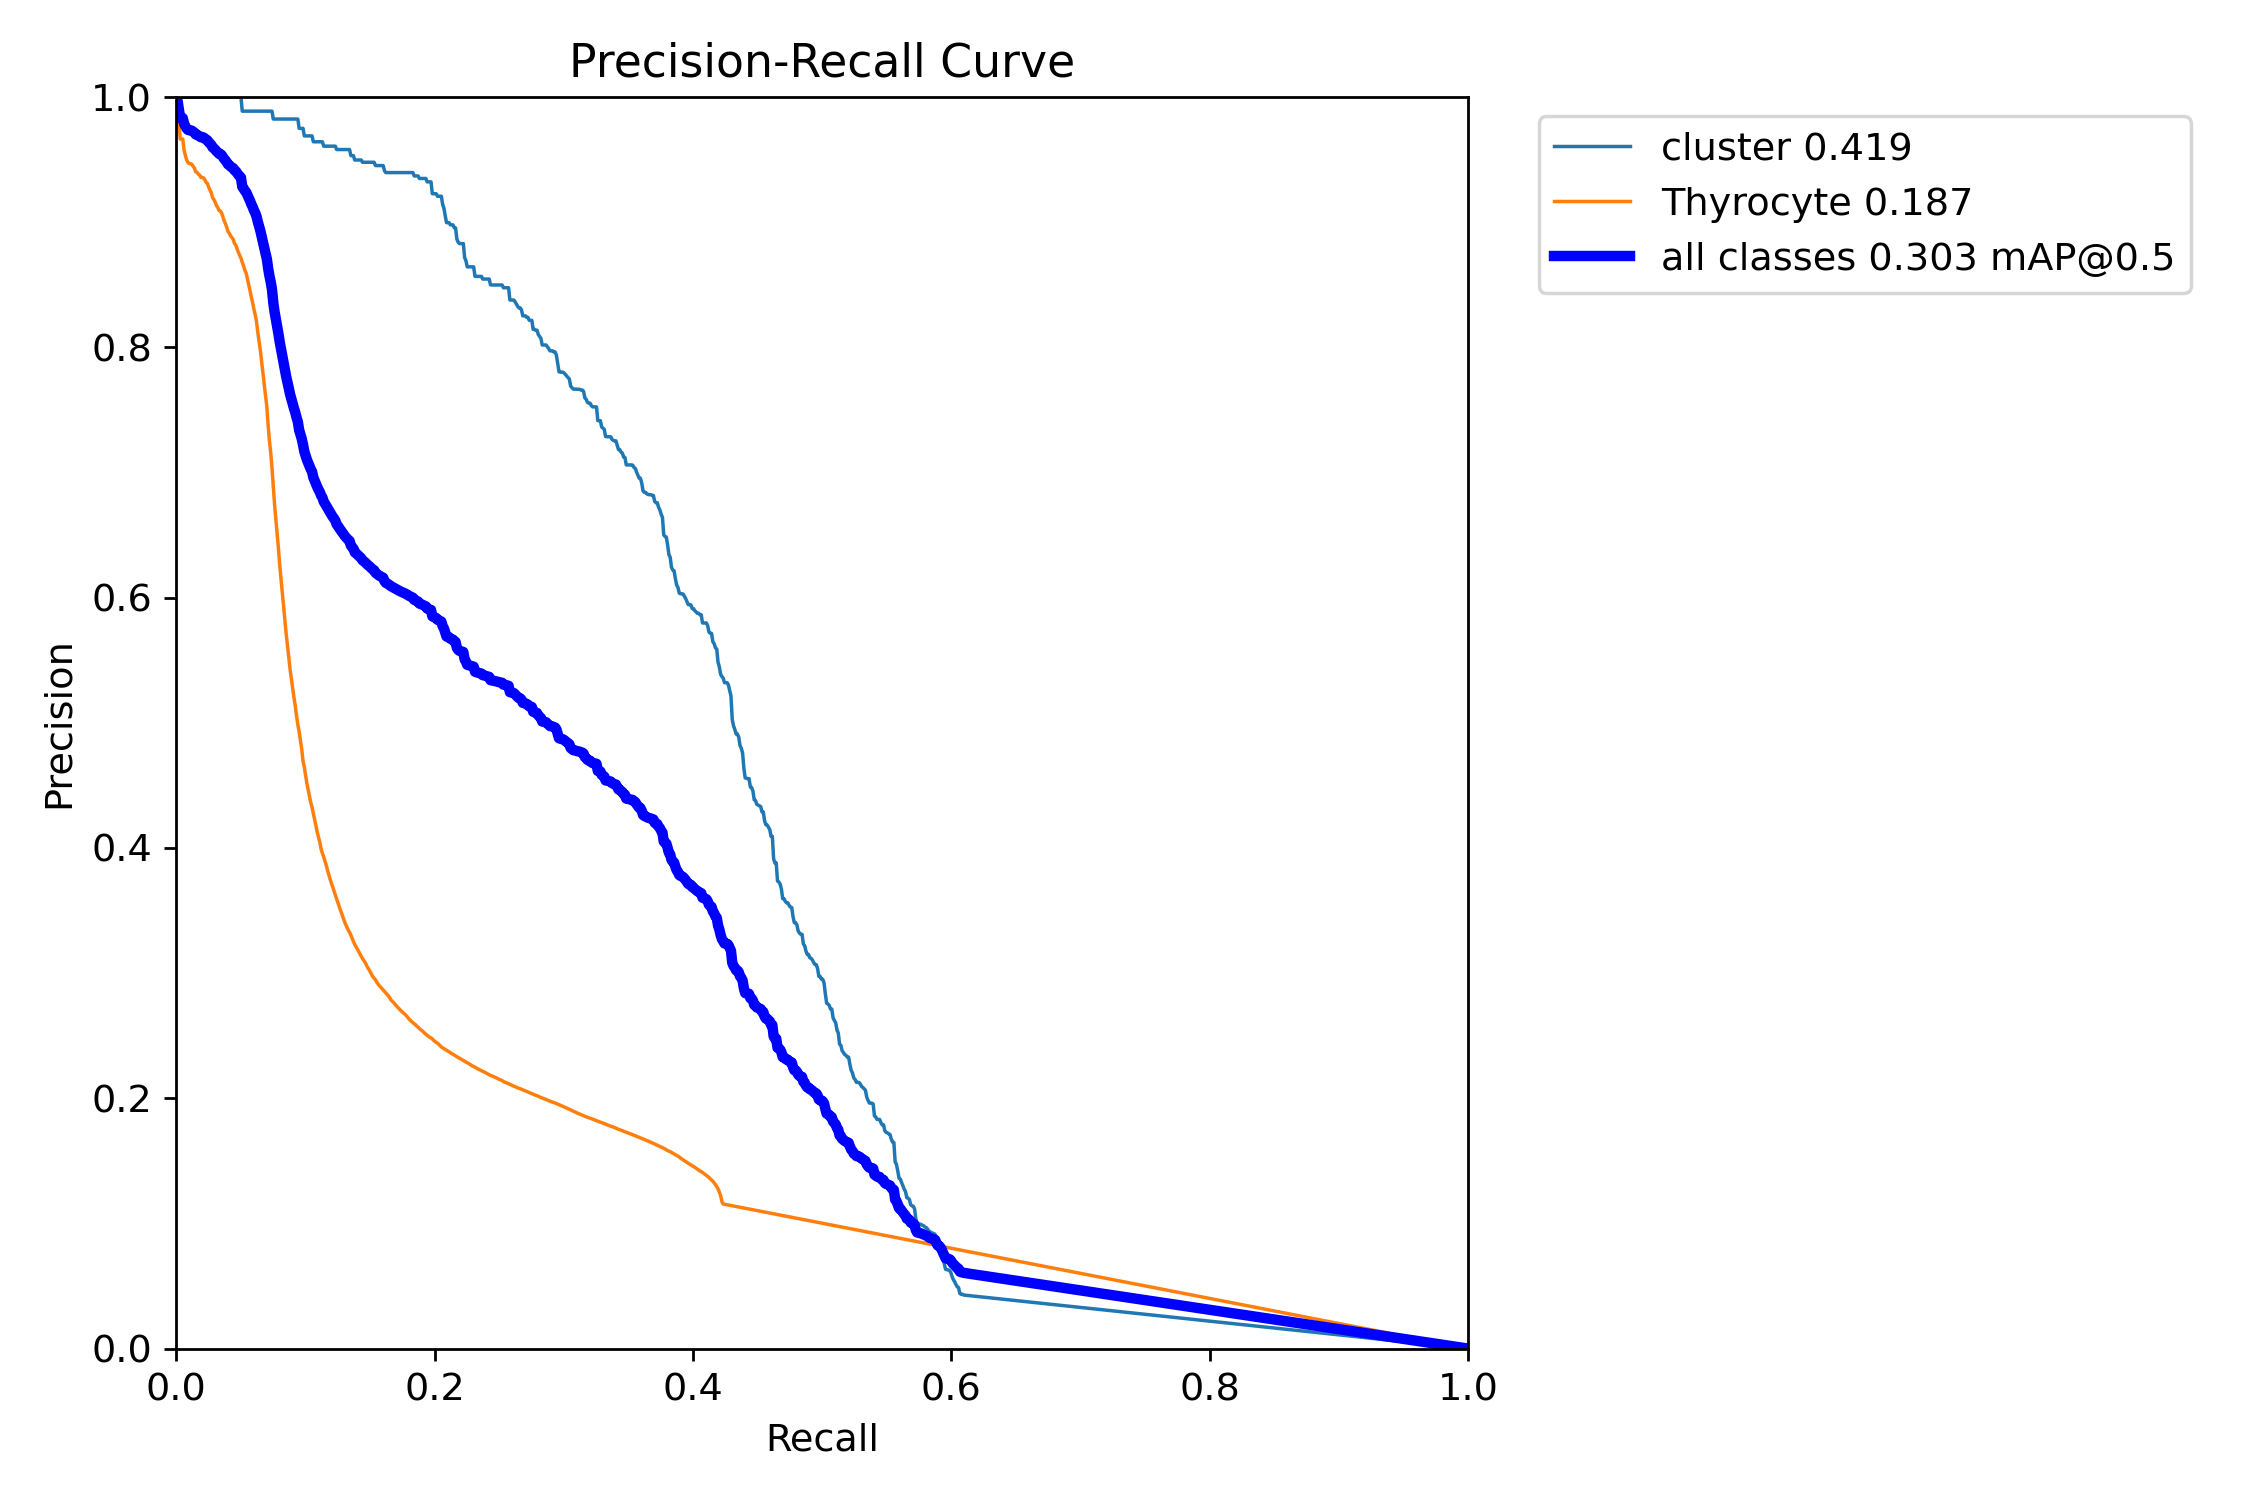 Precision-Recall Curve
cluster 0.419
Thyrocyte 0.187
all classes 0.303 mAP@0.5
Precision
1.0
0.8
0.6
0.4
0.2
0.0
0.0 0.2 0.4 0.6 0.8 1.0
Recall